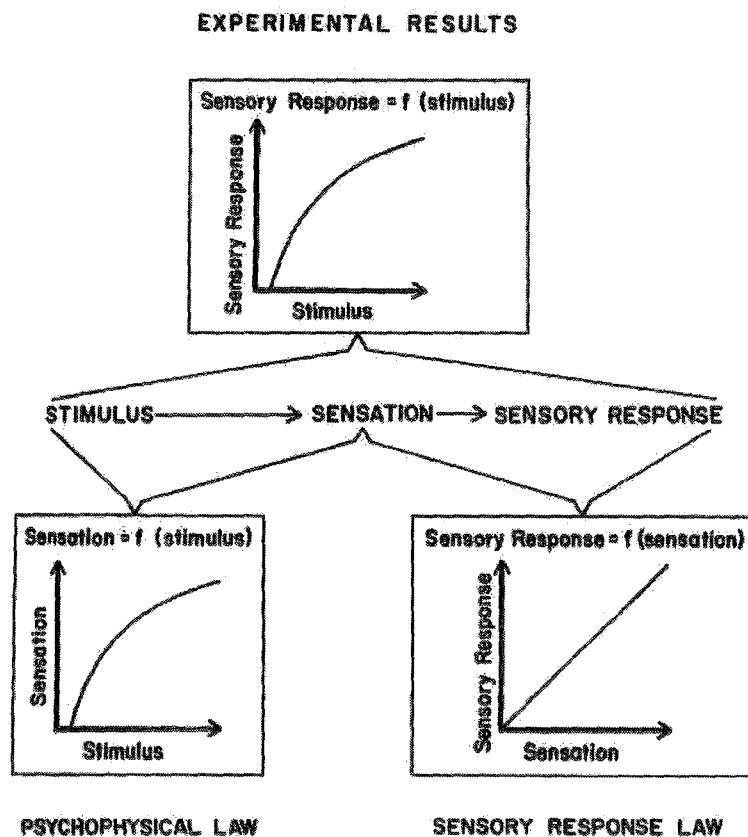 EXPERIMENTAL RESULTS
Sensory Response = f (stimulus)
Sensory Response
Stimulus
STIMULUS SENSATION SENSORY RESPONSE
Sensation = f (stimulus)
Sensation
Stimulus
Sensory Response = f (sensation)
Sensory Response
Sensation
PSYCHOPHYSICAL LAW
SENSORY RESPONSE LAW